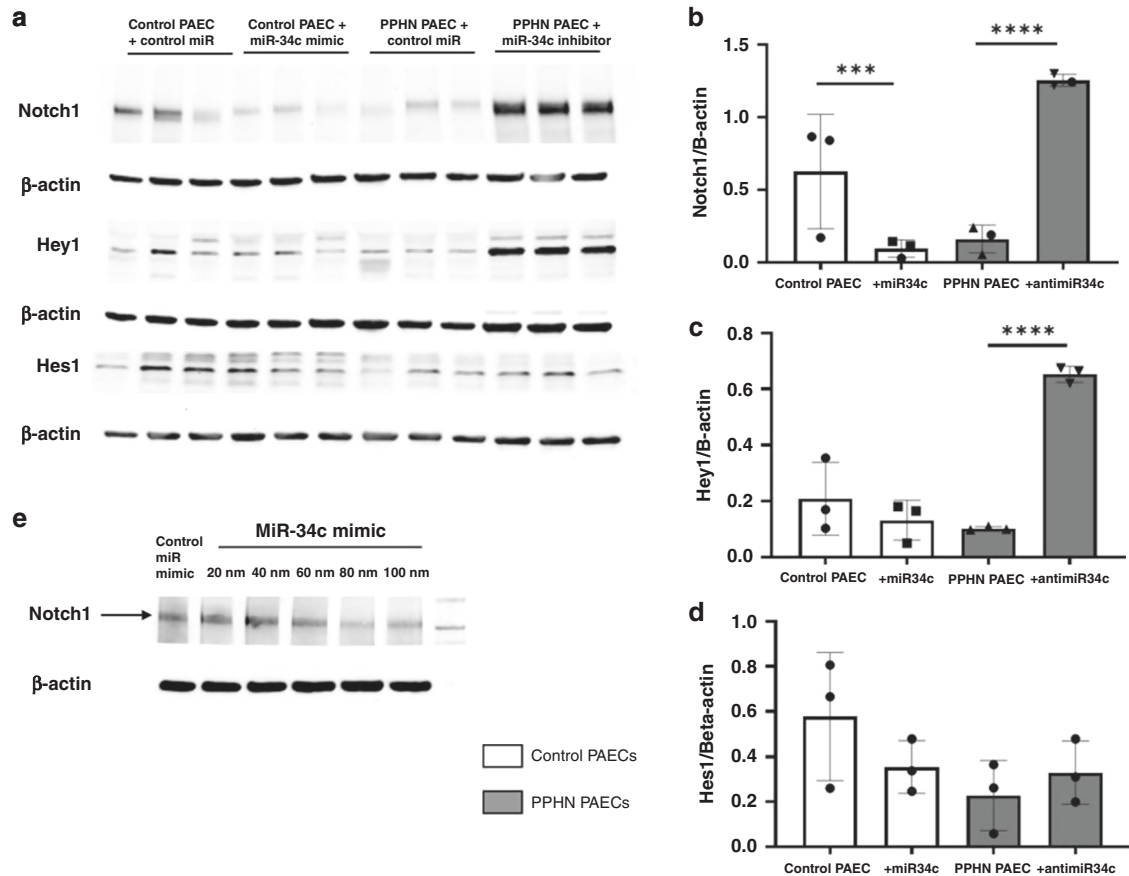 a
Control PAEC
+ control miR
Control PAEC +
miR-34c mimic
PPHN PAEC +
control miR
PPHN PAEC +
miR-34c inhibitor
Notch1
β-actin
Hey1
β-actin
Hes1
β-actin
e
MiR-34c mimic
Control
miR
mimic
20 nm 40 nm 60 nm 80 nm 100 nm
Notch1
β-actin
Control PAECs
PPHN PAECs
b
Notch1/B-actin
1.5
1.0
0.5
0.0
***
****
Control PAEC +miR34c PPHN PAEC +antimiR34c
c
Hey1/B-actin
0.8
0.6
0.4
0.2
0.0
****
Control PAEC +miR34c PPHN PAEC +antimiR34c
d
Hes1/Beta-actin
1.0
0.8
0.6
0.4
0.2
0.0
Control PAEC +miR34c PPHN PAEC +antimiR34c